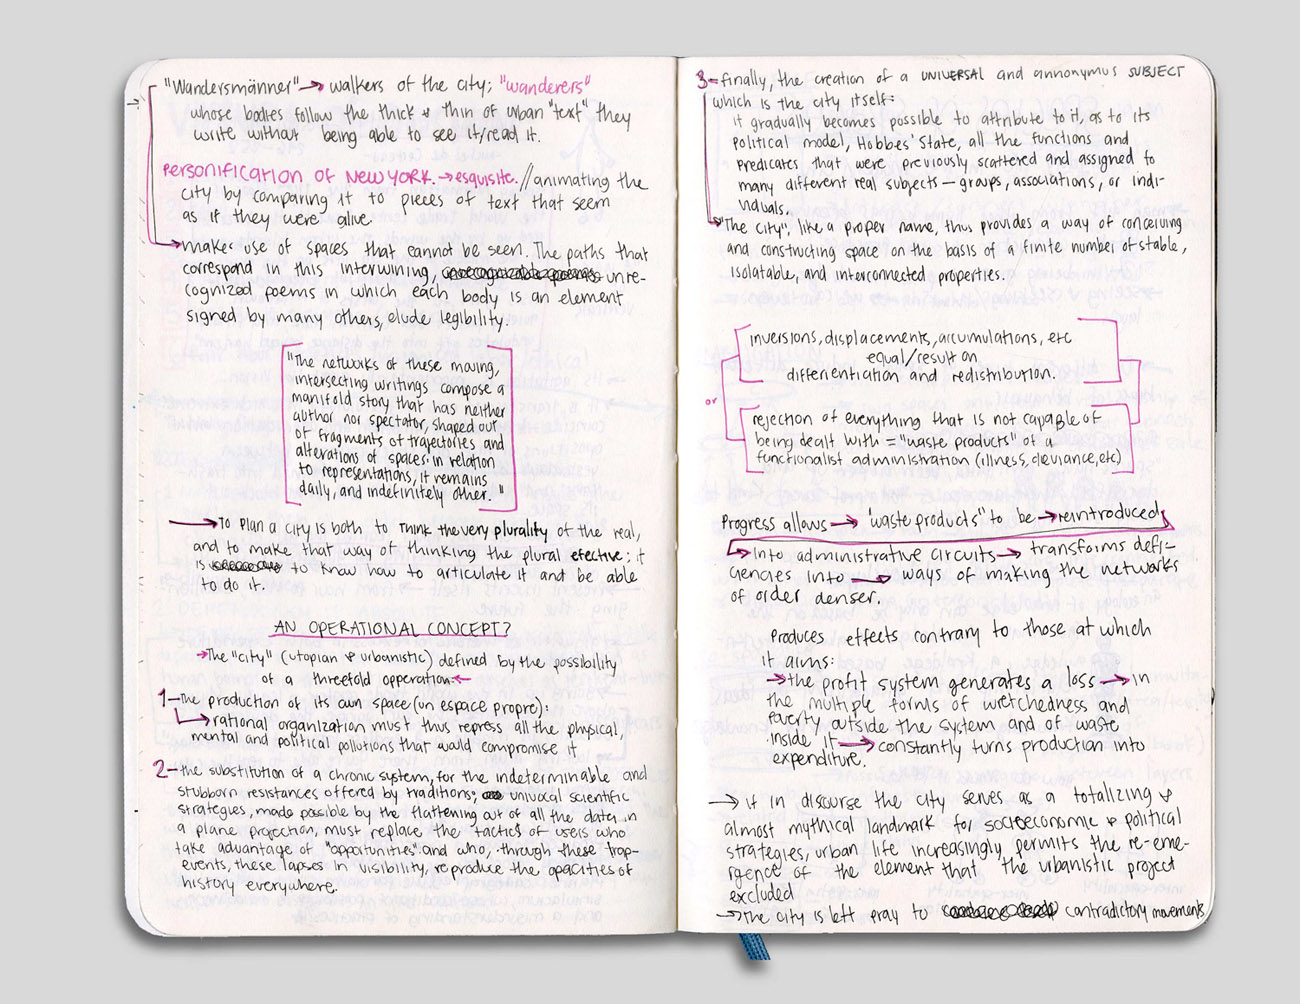 "Wandersmänner" → walkers of the city; "wanderers"
whose bodies follow the thick & thin of urban "text" they
write without being able to see it/read it.
Personification of New York. → esquisite. // animating the
city by comparing it to pieces of text that seem
as if they were alive.
makes use of spaces that cannot be seen. The paths that
correspond in this interwining, unre-
cognized poems in which each body is an element
signed by many others, elude legibility.
"The networks of these moving,
intersecting writings compose a
manifold story that has neither
author nor spectator, shaped out
of fragments of trajectories and
alterations of spaces: in relation
to representations, it remains
daily, and indefinitely other."
→ To Plan a city is both to think the very plurality of the real,
and to make that way of thinking the plural efective; it
is to know how to articulate it and be able
to do it.
AN OPERATIONAL CONCEPT?
→ The "city" (utopian & urbanistic) defined by the possibility
of a threefold opperation: ←
1- The production of its own space (un espace propre):
→ rational organization must thus repress all the physical,
mental and political pollutions that would compromise it
2- the substitution of a chronic system, for the indeterminable and
stubborn resistances offered by traditions; univocal scientific
strategies, made possible by the flattening out of all the data in
a plane projection, must replace the tactics of users who
take advantage of "opportunities" and who, through these trap-
events, these lapses in visibility, reproduce the opacities of
history everywhere.
3- finally, the creation of a UNIVERSAL and annonymus SUBJECT
which is the city itself:
it gradually becomes possible to attribute to it, as to its
political model, Hobbes' State, all the functions and
predicates that were previously scattered and assigned to
many different real subjects — groups, associations, or indi-
viduals.
"The city", like a proper name, thus provides a way of conceiving
and constructing space on the basis of a finite number of stable,
isolatable, and interconnected properties.
inversions, displacements, accumulations, etc
equal/result on
differentiation and redistribution.
or
rejection of everything that is not capable of
being dealt with = "waste products" of a
functionalist administration (illness, deviance, etc)
Progress allows → "waste products" to be → reintroduced
→ into administrative circuits → transforms defi-
ciencies into → ways of making the networks
of order denser.
Produces effects contrary to those at which
it aims:
→ the profit system generates a loss → in
the multiple forms of wretchedness and
poverty outside the system and of waste
inside it → constantly turns production into
expenditure.
→ if in discourse the city serves as a totalizing &
almost mythical landmark for socioeconomic & political
strategies, urban life increasingly permits the re-eme-
rgence of the element that the urbanistic project
excluded
→ The city is left pray to contradictory movements